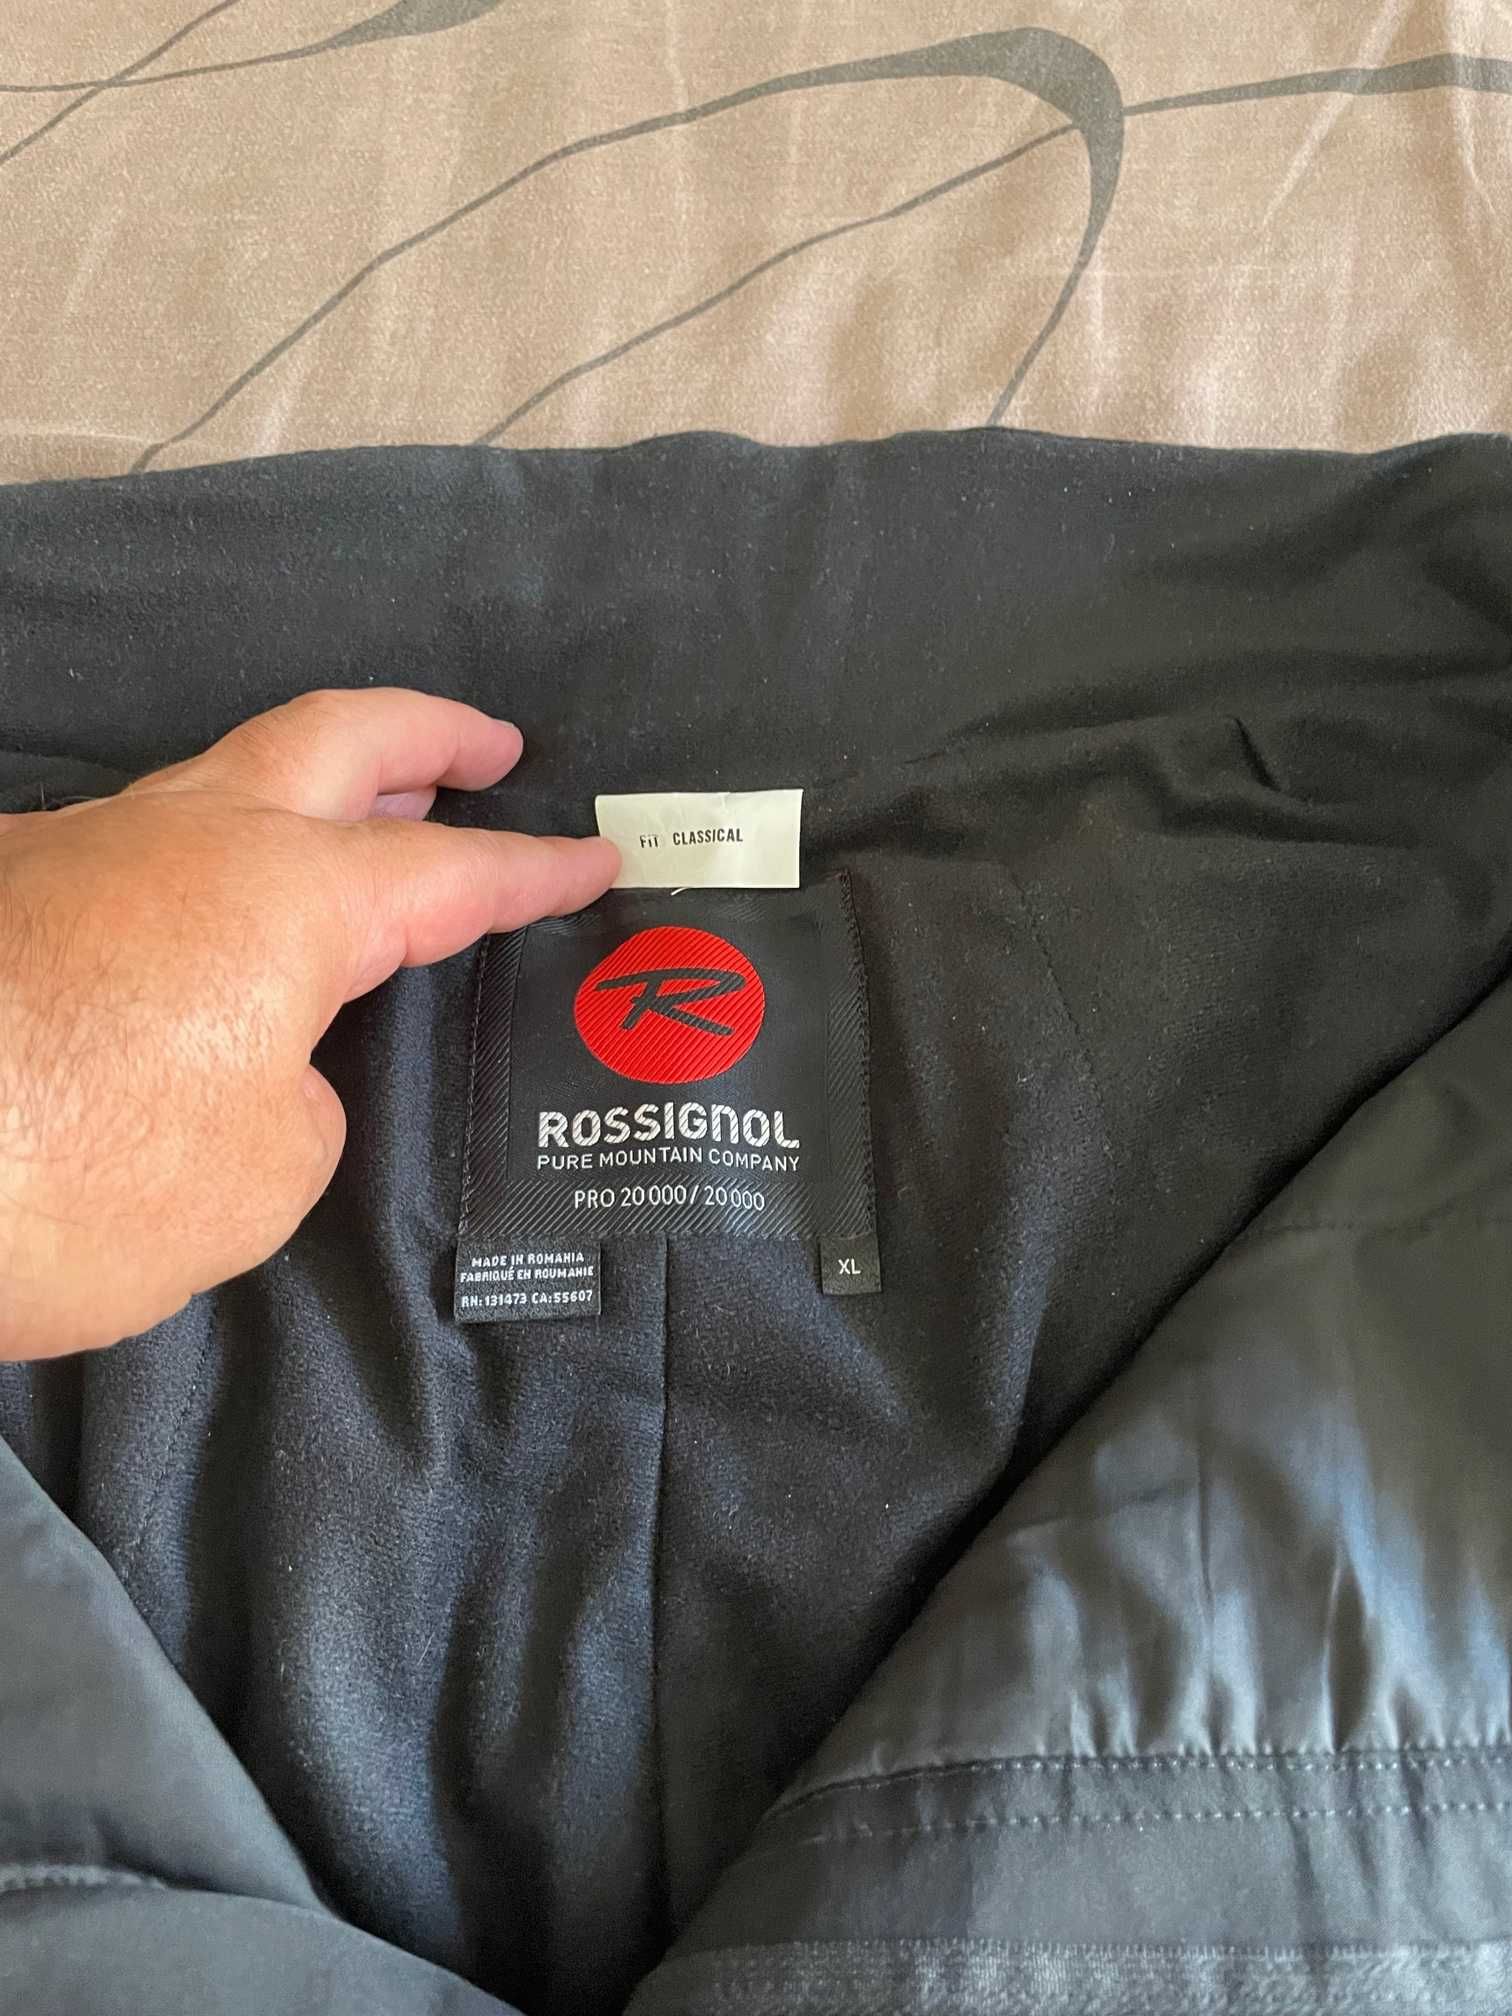 FIT CLASSICAL
R
ROSSIGNOL
PURE MOUNTAIN COMPANY
PRO 20 000 / 20 000
MADE IN ROMANIA
FABRIQUÉ EN ROUMANIE
RN: 131473 CA: 55607
XL